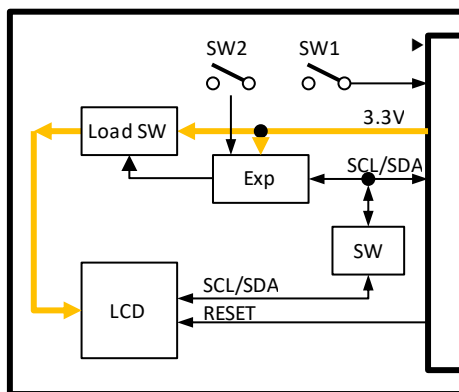 SW2
SW1
3.3V
Load SW
SCL/SDA
Exp
SW
SCL/SDA
LCD
RESET